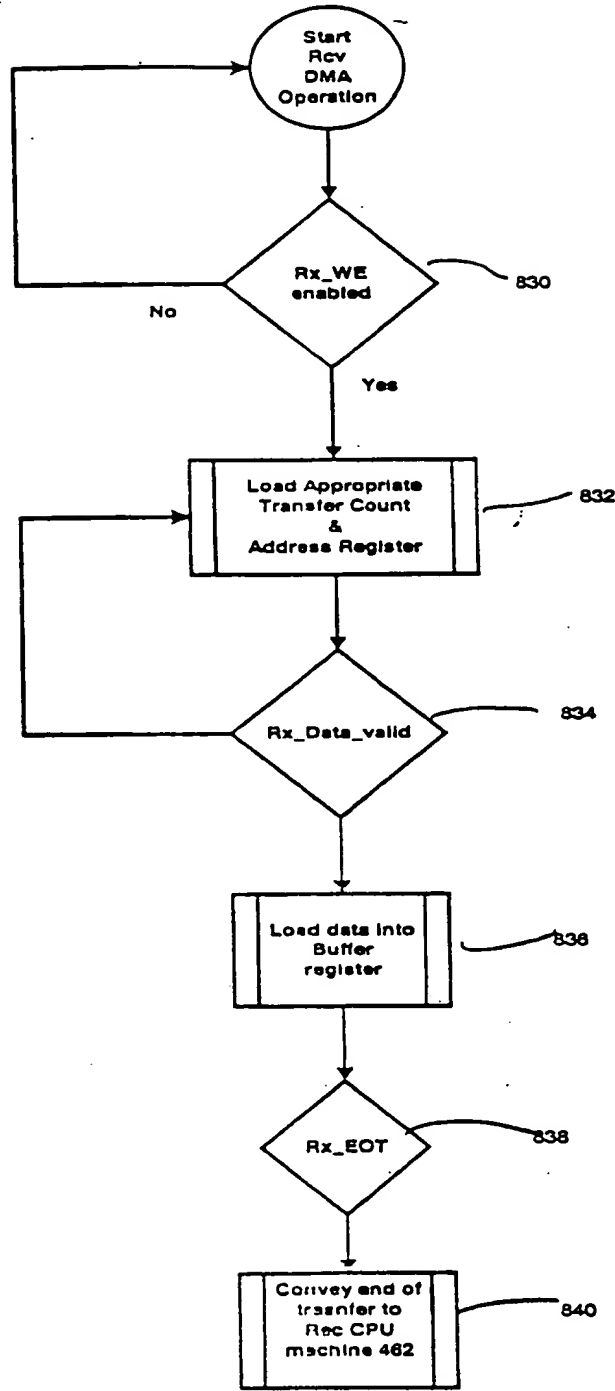 Start
Rcv
DMA
Operation
Rx_WE
enabled
830
No
Yes
Load Appropriate
Transfer Count
&
Address Register
832
Rx_Data_valid
834
Load data into
Buffer
register
836
Rx_EOT
838
Convey end of
trasnfer to
Rec CPU
machine 462
840